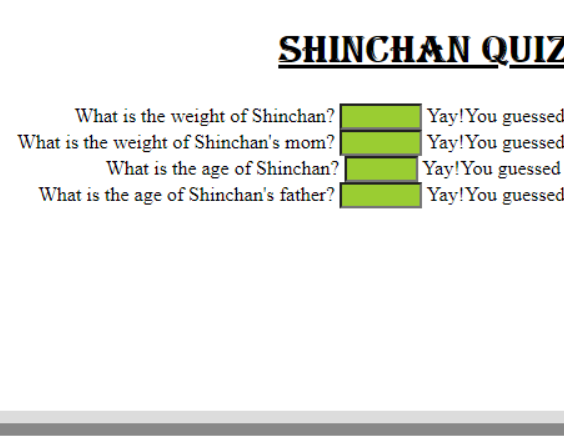 SHINCHAN QUIZ
What is the weight of Shinchan? Yay!You guessed
What is the weight of Shinchan's mom? Yay!You guessed
What is the age of Shinchan? Yay!You guessed
What is the age of Shinchan's father? Yay!You guessed